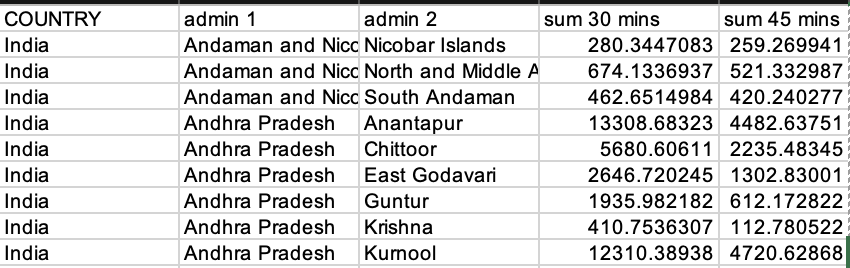 COUNTRY admin 1 admin 2 sum 30 mins sum 45 mins
India Andaman and Nicc Nicobar Islands 280.3447083 259.269941
India Andaman and Nicc North and Middle A 674.1336937 521.332987
India Andaman and Nicc South Andaman 462.6514984 420.240277
India Andhra Pradesh Anantapur 13308.68323 4482.63751
India Andhra Pradesh Chittoor 5680.60611 2235.48345
India Andhra Pradesh East Godavari 2646.720245 1302.83001
India Andhra Pradesh Guntur 1935.982182 612.172822
India Andhra Pradesh Krishna 410.7536307 112.780522
India Andhra Pradesh Kurnool 12310.38938 4720.62868